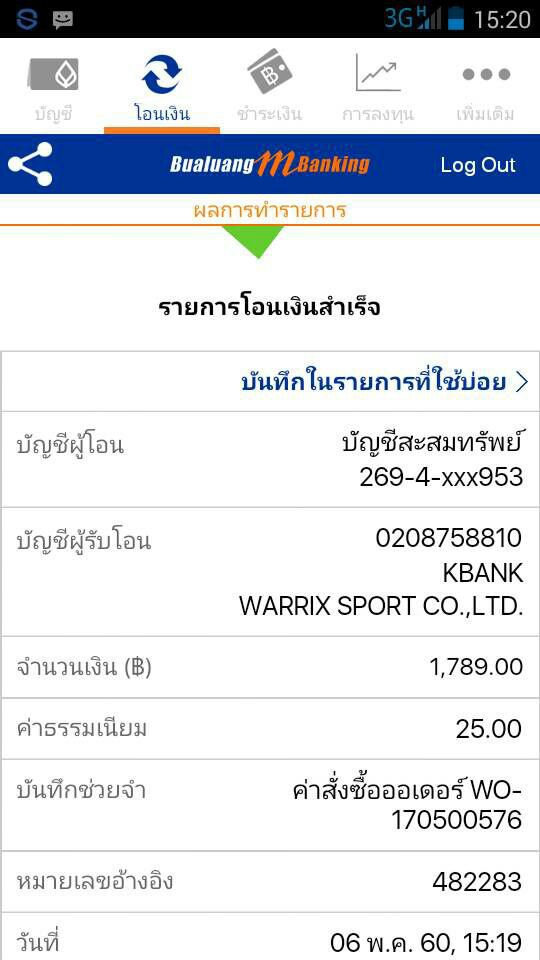 3G H 15:20
บัญชี โอนเงิน ชำระเงิน การลงทุน เพิ่มเติม
Bualuang mBanking Log Out
ผลการทำรายการ
รายการโอนเงินสำเร็จ
บันทึกในรายการที่ใช้บ่อย
บัญชีผู้โอน บัญชีสะสมทรัพย์
269-4-xxx953
บัญชีผู้รับโอน 0208758810
KBANK
WARRIX SPORT CO.,LTD.
จำนวนเงิน (฿) 1,789.00
ค่าธรรมเนียม 25.00
บันทึกช่วยจำ ค่าสั่งซื้อออเดอร์ WO-
170500576
หมายเลขอ้างอิง 482283
วันที่ 06 พ.ค. 60, 15:19